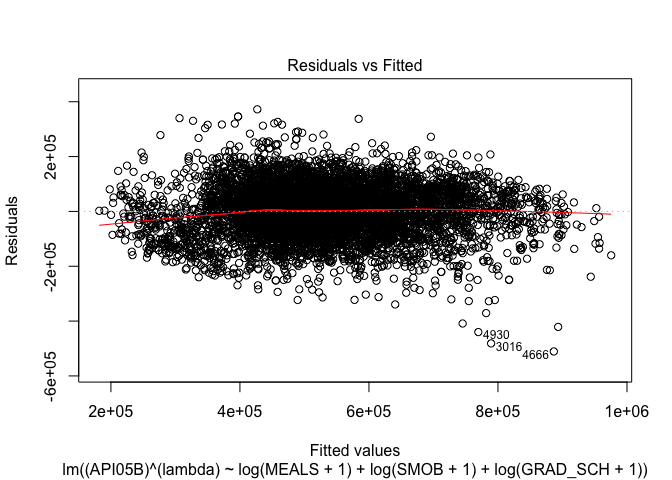 Residuals vs Fitted
Residuals
2e+05
-2e+05
-6e+05
4930
3016
4666
2e+05
4e+05
6e+05
8e+05
1e+06
Fitted values
lm((API05B)^(lambda) ~ log(MEALS + 1) + log(SMOB + 1) + log(GRAD_SCH + 1))